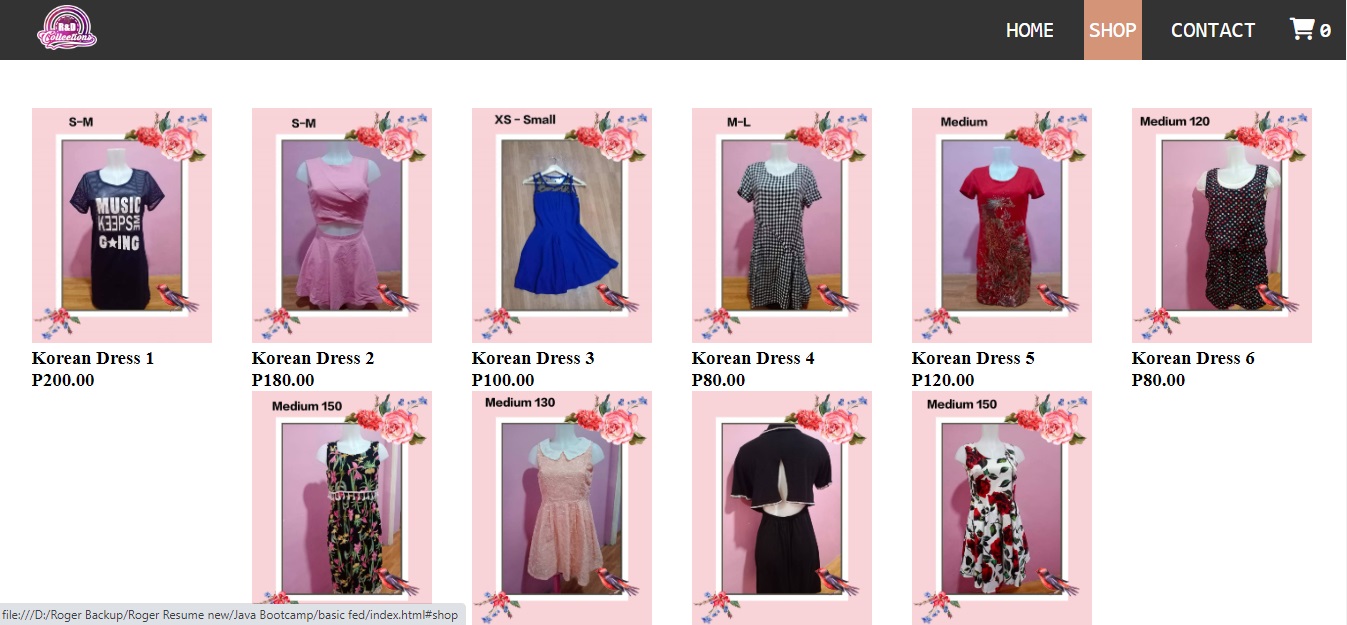 R&D
Collections
HOME SHOP CONTACT 0
S-M S-M XS - Small M-L Medium Medium 120
MUSIC
KEEPS ME
G★ING
Korean Dress 1 Korean Dress 2 Korean Dress 3 Korean Dress 4 Korean Dress 5 Korean Dress 6
P200.00 P180.00 P100.00 P80.00 P120.00 P80.00
Medium 150 Medium 130 Medium 150
file:///D:/Roger Backup/Roger Resume new/Java Bootcamp/basic fed/index.html#shop